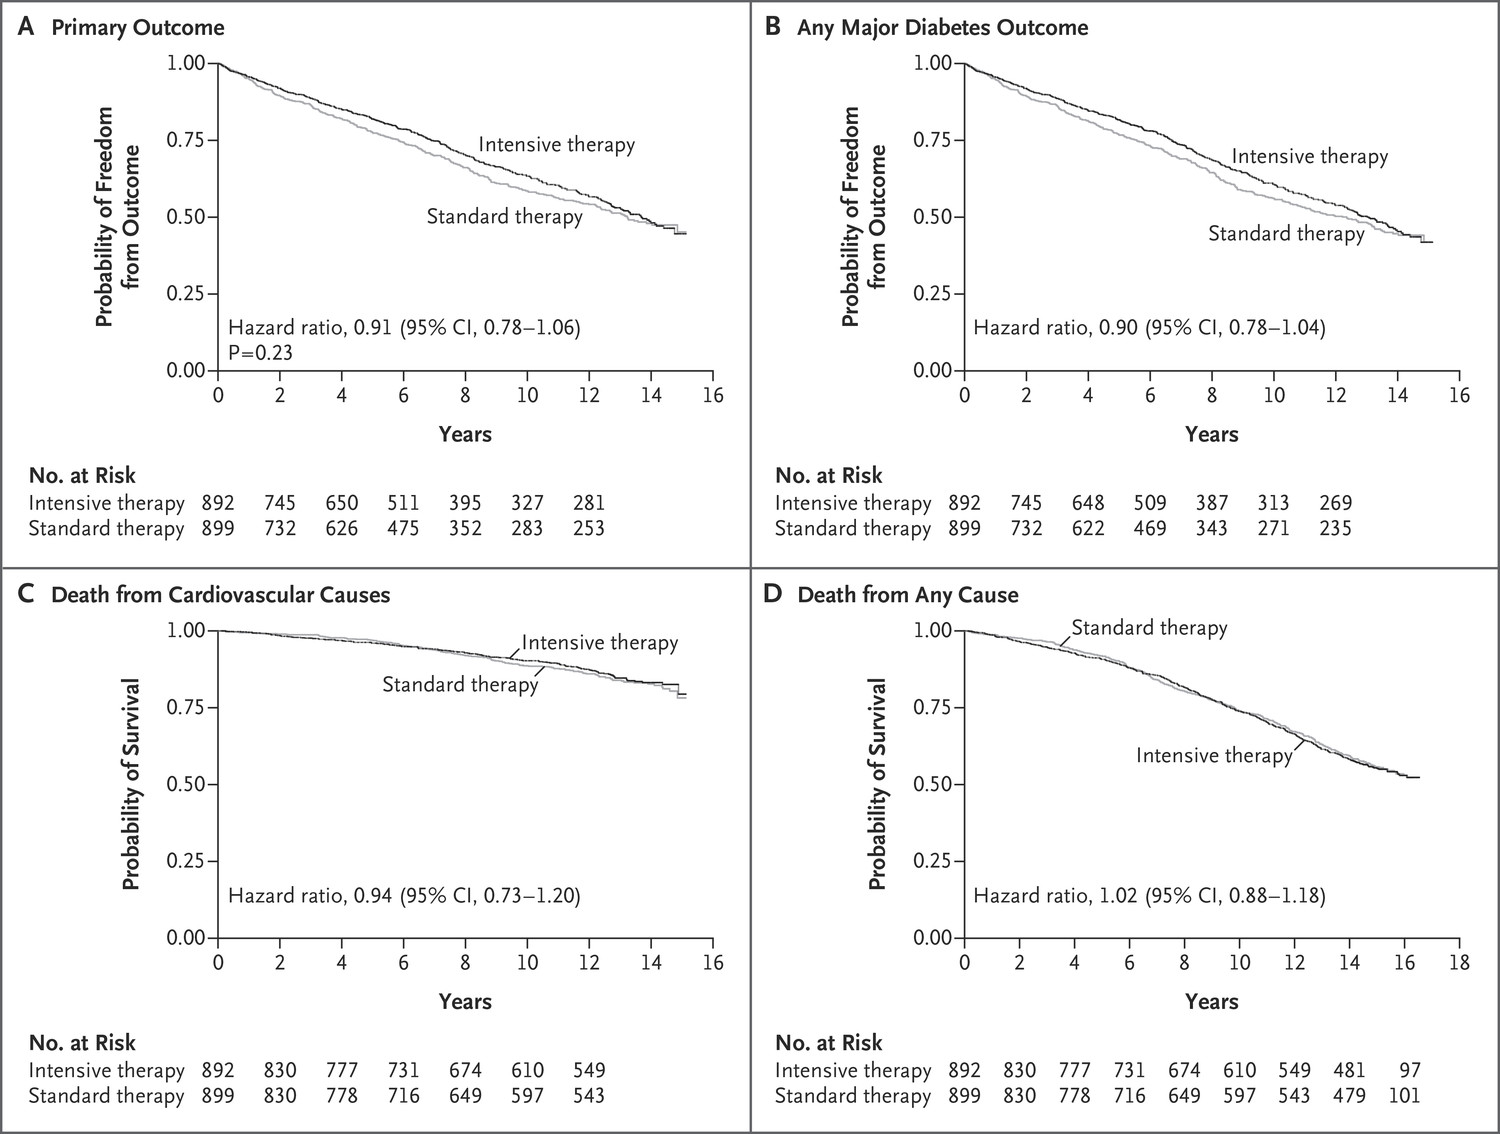 A Primary Outcome
1.00
0.75
0.50
0.25
0.00
Probability of Freedom
from Outcome
Intensive therapy
Standard therapy
Hazard ratio, 0.91 (95% CI, 0.78–1.06)
P=0.23
0 2 4 6 8 10 12 14 16
Years
No. at Risk
Intensive therapy 892 745 650 511 395 327 281
Standard therapy 899 732 626 475 352 283 253
B Any Major Diabetes Outcome
1.00
0.75
0.50
0.25
0.00
Probability of Freedom
from Outcome
Intensive therapy
Standard therapy
Hazard ratio, 0.90 (95% CI, 0.78–1.04)
0 2 4 6 8 10 12 14 16
Years
No. at Risk
Intensive therapy 892 745 648 509 387 313 269
Standard therapy 899 732 622 469 343 271 235
C Death from Cardiovascular Causes
1.00
0.75
0.50
0.25
0.00
Probability of Survival
Intensive therapy
Standard therapy
Hazard ratio, 0.94 (95% CI, 0.73–1.20)
0 2 4 6 8 10 12 14 16
Years
No. at Risk
Intensive therapy 892 830 777 731 674 610 549
Standard therapy 899 830 778 716 649 597 543
D Death from Any Cause
1.00
0.75
0.50
0.25
0.00
Probability of Survival
Standard therapy
Intensive therapy
Hazard ratio, 1.02 (95% CI, 0.88–1.18)
0 2 4 6 8 10 12 14 16 18
Years
No. at Risk
Intensive therapy 892 830 777 731 674 610 549 481 97
Standard therapy 899 830 778 716 649 597 543 479 101